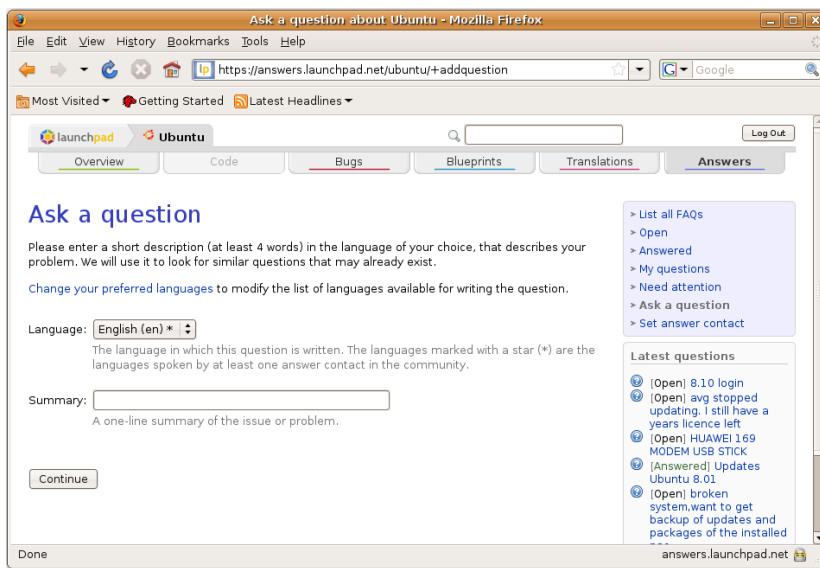 Ask a question about Ubuntu - Mozilla Firefox
File Edit View History Bookmarks Tools Help
lp https://answers.launchpad.net/ubuntu/+addquestion
G Google
Most Visited Getting Started Latest Headlines
launchpad Ubuntu Log Out
Overview Code Bugs Blueprints Translations Answers
Ask a question
Please enter a short description (at least 4 words) in the language of your choice, that describes your
problem. We will use it to look for similar questions that may already exist.
Change your preferred languages to modify the list of languages available for writing the question.
Language: English (en) *
The language in which this question is written. The languages marked with a star (*) are the
languages spoken by at least one answer contact in the community.
Summary:
A one-line summary of the issue or problem.
Continue
List all FAQs
Open
Answered
My questions
Need attention
Ask a question
Set answer contact
Latest questions
[Open] 8.10 login
[Open] avg stopped
updating. I still have a
years licence left
[Open] HUAWEI 169
MODEM USB STICK
[Answered] Updates
Ubuntu 8.01
[Open] broken
system,want to get
backup of updates and
packages of the installed
Done answers.launchpad.net